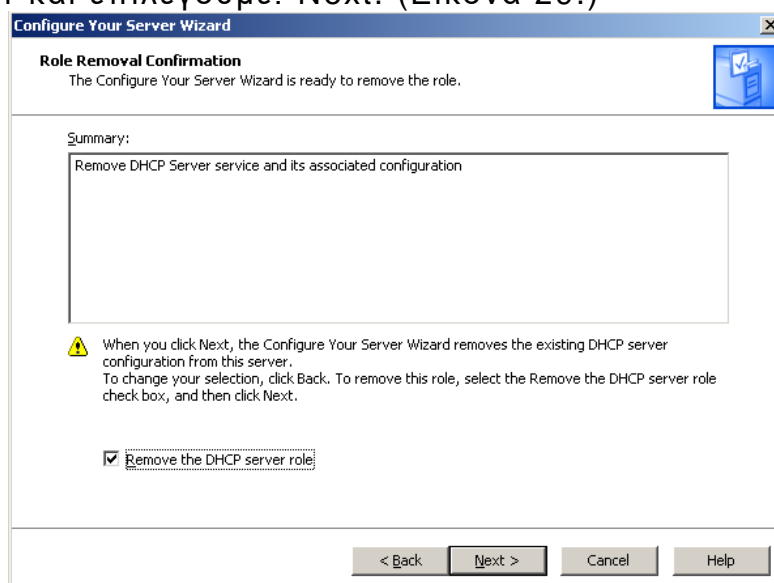 και επιλέγουμε: Next. (Εικόνα 29.)
Configure Your Server Wizard
Role Removal Confirmation
The Configure Your Server Wizard is ready to remove the role.
Summary:
Remove DHCP Server service and its associated configuration
When you click Next, the Configure Your Server Wizard removes the existing DHCP server
configuration from this server.
To change your selection, click Back. To remove this role, select the Remove the DHCP server role
check box, and then click Next.
Remove the DHCP server role
< Back Next > Cancel Help